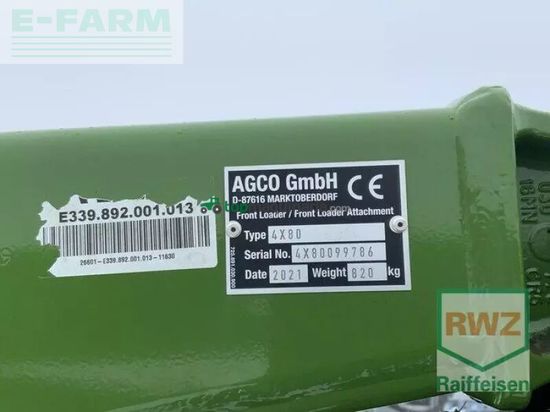 E-FARM
AGCO GmbH CE
D-87616 MARKTOBERDORF
Front Loader / Front Loader Attachment
Type 4X80
Serial No. 4X80099786
Date 2021 Weight 820 kg
E339.892.001.013
26601-E339.892.001.013-11630
RWZ
Raiffeisen